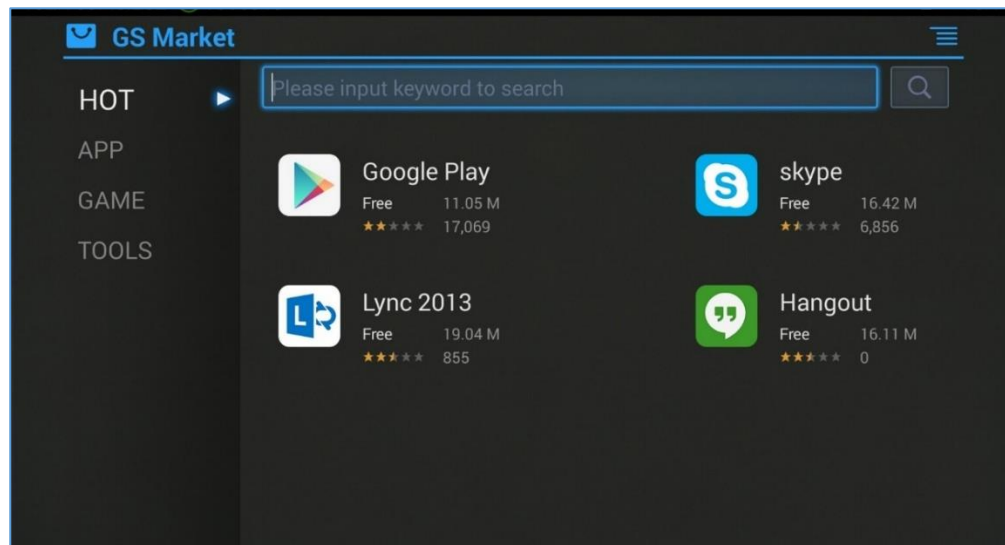 GS Market
HOT
APP
GAME
TOOLS
Please input keyword to search
Google Play
Free 11.05 M
17,069
skype
Free 16.42 M
6,856
Lync 2013
Free 19.04 M
855
Hangout
Free 16.11 M
0